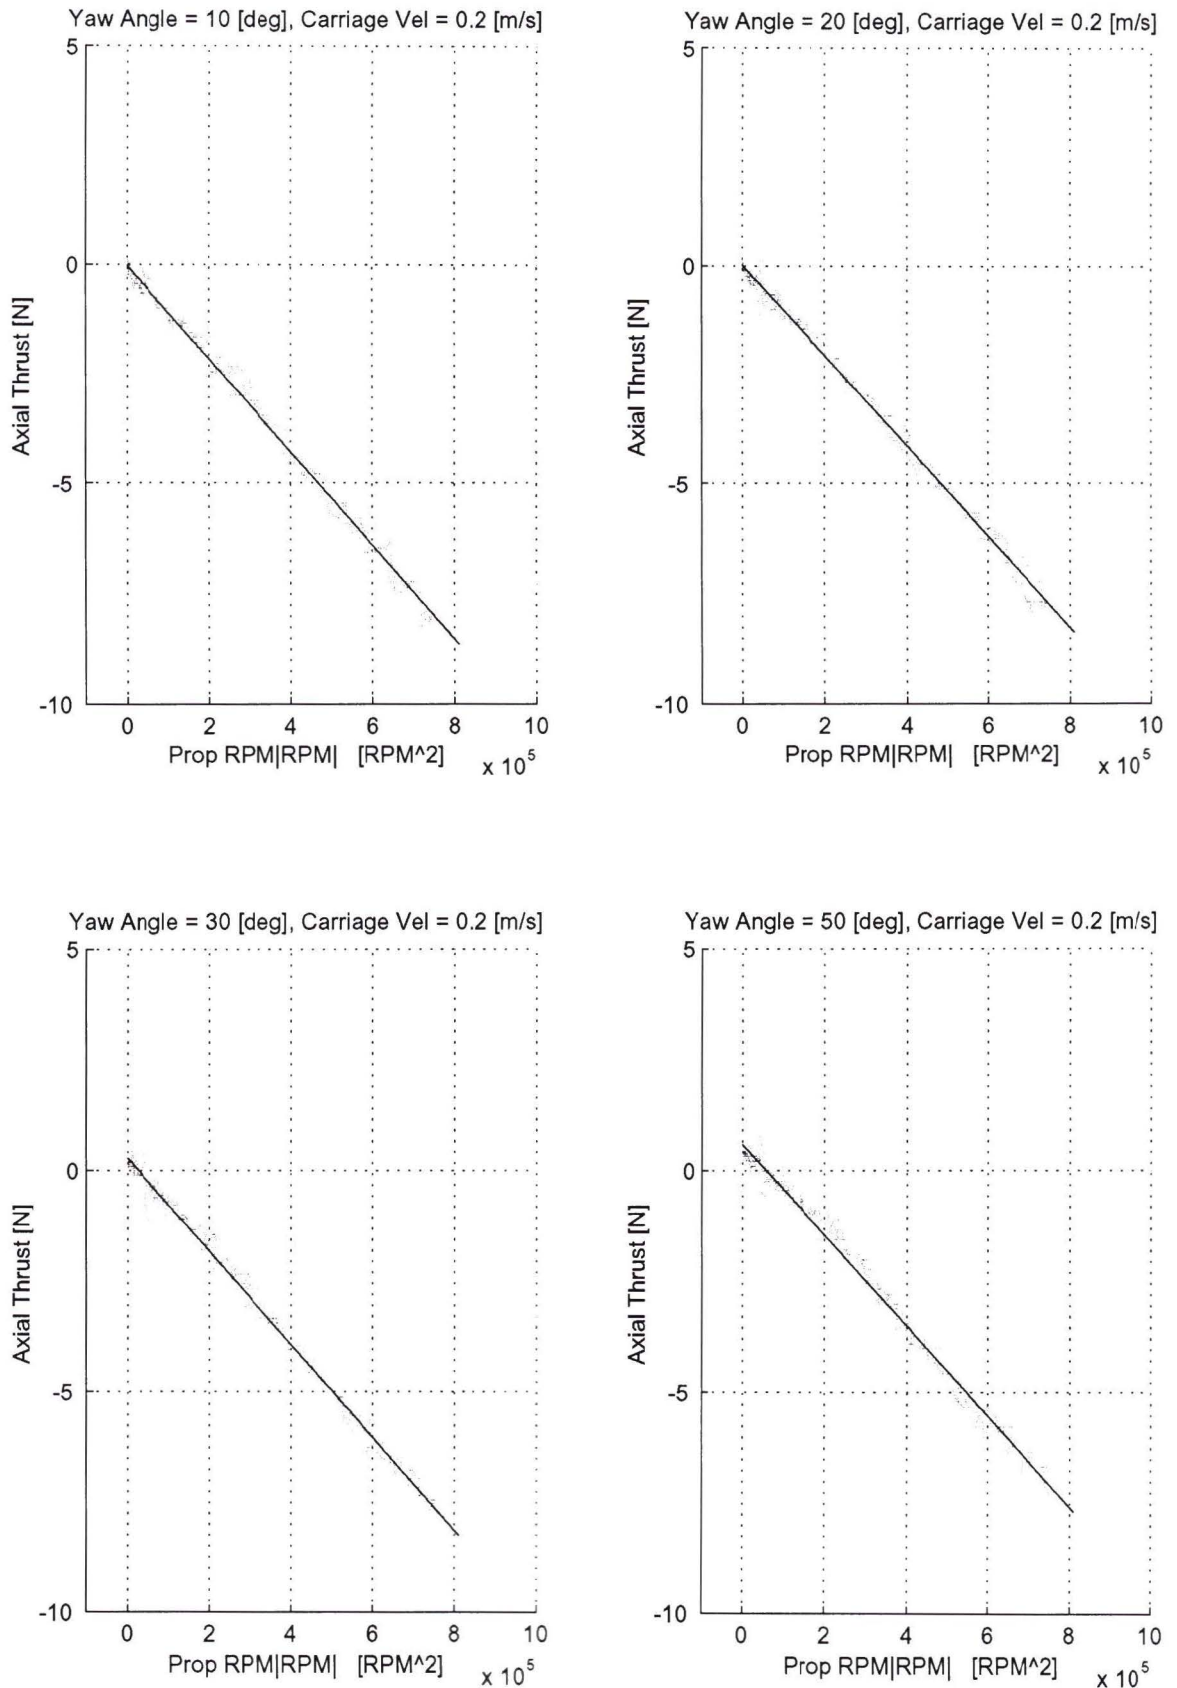 Yaw Angle = 10 [deg], Carriage Vel = 0.2 [m/s]
5
0
-5
-10
Axial Thrust [N]
0 2 4 6 8 10
Prop RPM|RPM| [RPM^2]
x 10^5
Yaw Angle = 20 [deg], Carriage Vel = 0.2 [m/s]
5
0
-5
-10
Axial Thrust [N]
0 2 4 6 8 10
Prop RPM|RPM| [RPM^2]
x 10^5
Yaw Angle = 30 [deg], Carriage Vel = 0.2 [m/s]
5
0
-5
-10
Axial Thrust [N]
0 2 4 6 8 10
Prop RPM|RPM| [RPM^2]
x 10^5
Yaw Angle = 50 [deg], Carriage Vel = 0.2 [m/s]
5
0
-5
-10
Axial Thrust [N]
0 2 4 6 8 10
Prop RPM|RPM| [RPM^2]
x 10^5